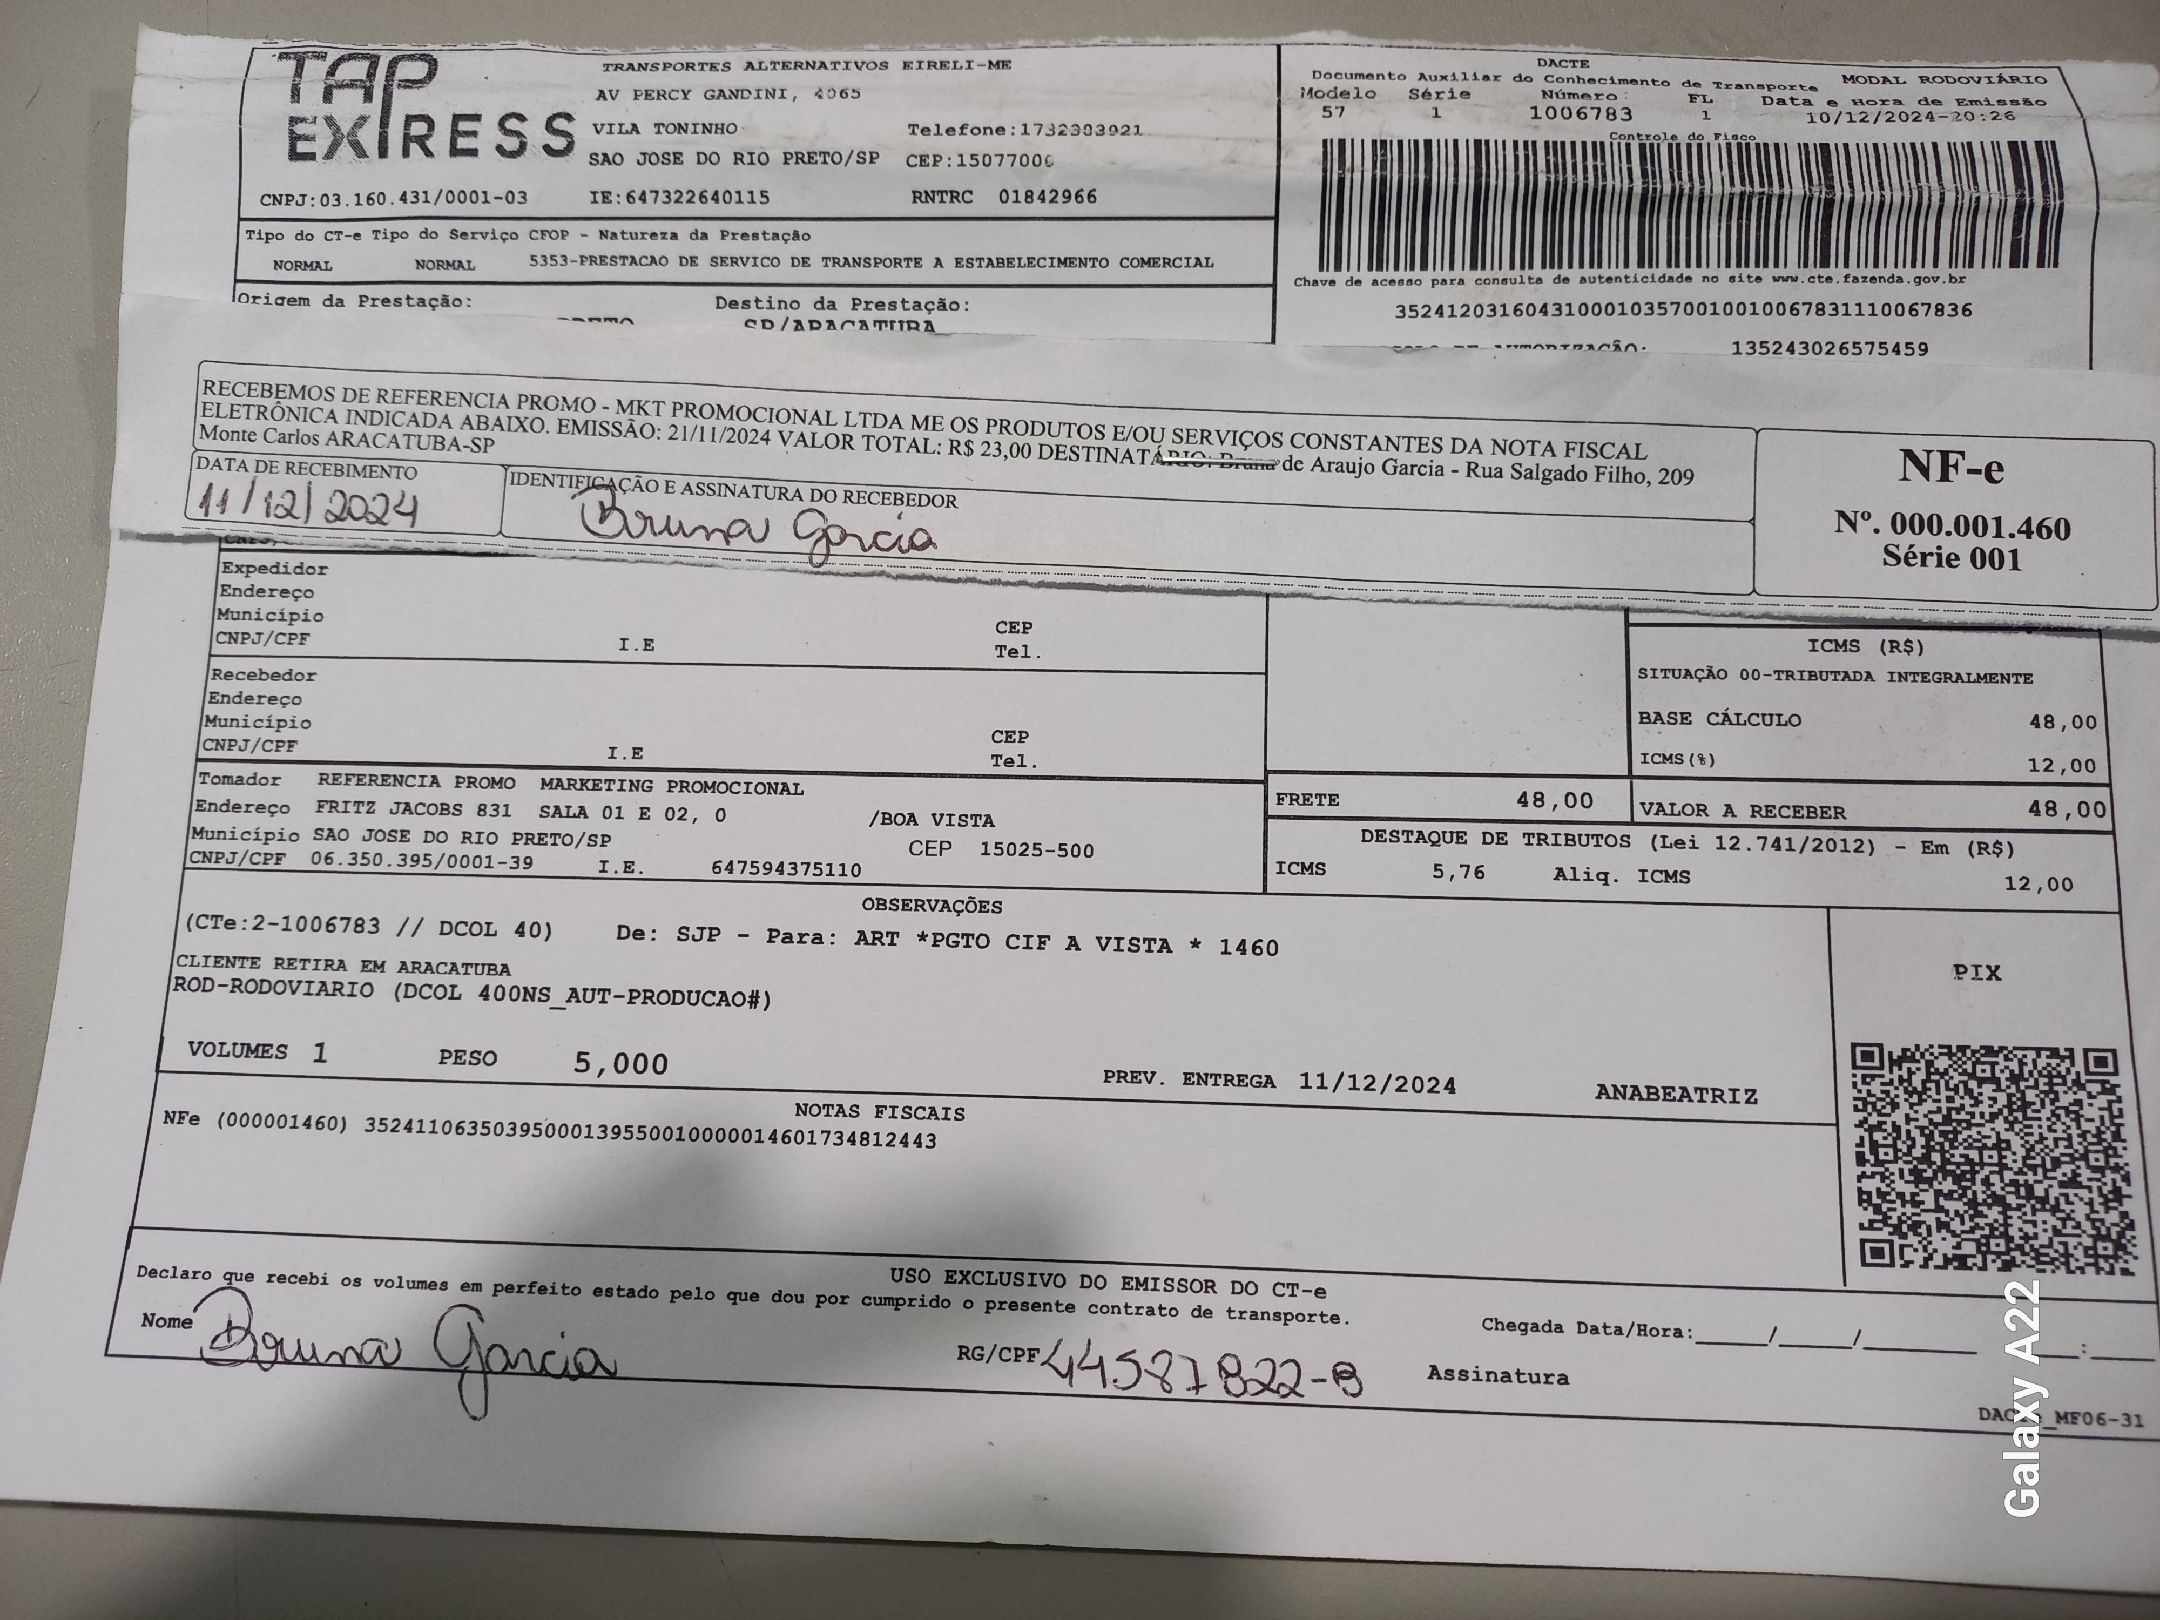 TAP EXPRESS
TRANSPORTES ALTERNATIVOS EIRELI-ME
AV PERCY GANDINI, 4065
VILA TONINHO Telefone:1732303921
SAO JOSE DO RIO PRETO/SP CEP:15077000
CNPJ:03.160.431/0001-03 IE:647322640115 RNTRC 01842966
Tipo do CT-e Tipo do Serviço CFOP - Natureza da Prestação
NORMAL NORMAL 5353-PRESTACAO DE SERVICO DE TRANSPORTE A ESTABELECIMENTO COMERCIAL
Origem da Prestação: Destino da Prestação:
SP/ARACATUBA
DACTE
Documento Auxiliar do Conhecimento de Transporte MODAL RODOVIÁRIO
Modelo Série Número: FL Data e Hora de Emissão
57 1 1006783 1 10/12/2024-20:26
Controle do Fisco
Chave de acesso para consulta de autenticidade no site www.cte.fazenda.gov.br
35241203160431000103570010010067831110067836
AUTORIZAÇÃO: 135243026575459
RECEBEMOS DE REFERENCIA PROMO - MKT PROMOCIONAL LTDA ME OS PRODUTOS E/OU SERVIÇOS CONSTANTES DA NOTA FISCAL
ELETRÔNICA INDICADA ABAIXO. EMISSÃO: 21/11/2024 VALOR TOTAL: R$ 23,00 DESTINATÁRIO: Bruna de Araujo Garcia - Rua Salgado Filho, 209
Monte Carlos ARACATUBA-SP
DATA DE RECEBIMENTO IDENTIFICAÇÃO E ASSINATURA DO RECEBEDOR
11/12/2024 Bruna Garcia
NF-e
Nº. 000.001.460
Série 001
Expedidor
Endereço
Município CEP
CNPJ/CPF I.E Tel.
Recebedor
Endereço
Município CEP
CNPJ/CPF I.E Tel.
Tomador REFERENCIA PROMO MARKETING PROMOCIONAL
Endereço FRITZ JACOBS 831 SALA 01 E 02, 0 /BOA VISTA
Município SAO JOSE DO RIO PRETO/SP CEP 15025-500
CNPJ/CPF 06.350.395/0001-39 I.E. 647594375110
ICMS (R$)
SITUAÇÃO 00-TRIBUTADA INTEGRALMENTE
BASE CÁLCULO 48,00
ICMS(%) 12,00
FRETE 48,00 VALOR A RECEBER 48,00
DESTAQUE DE TRIBUTOS (Lei 12.741/2012) - Em (R$)
ICMS 5,76 Aliq. ICMS 12,00
OBSERVAÇÕES
(CTe:2-1006783 // DCOL 40) De: SJP - Para: ART *PGTO CIF A VISTA * 1460
CLIENTE RETIRA EM ARACATUBA
ROD-RODOVIARIO (DCOL 400NS_AUT-PRODUCAO#)
VOLUMES 1 PESO 5,000
PREV. ENTREGA 11/12/2024 ANABEATRIZ
PIX
NOTAS FISCAIS
NFe (000001460) 35241106350395000139550010000014601734812443
USO EXCLUSIVO DO EMISSOR DO CT-e
Declaro que recebi os volumes em perfeito estado pelo que dou por cumprido o presente contrato de transporte.
Nome Bruna Garcia RG/CPF 44587822-8 Assinatura
Chegada Data/Hora:_____/_____/________ ____:____
MF06-31
Galaxy A22